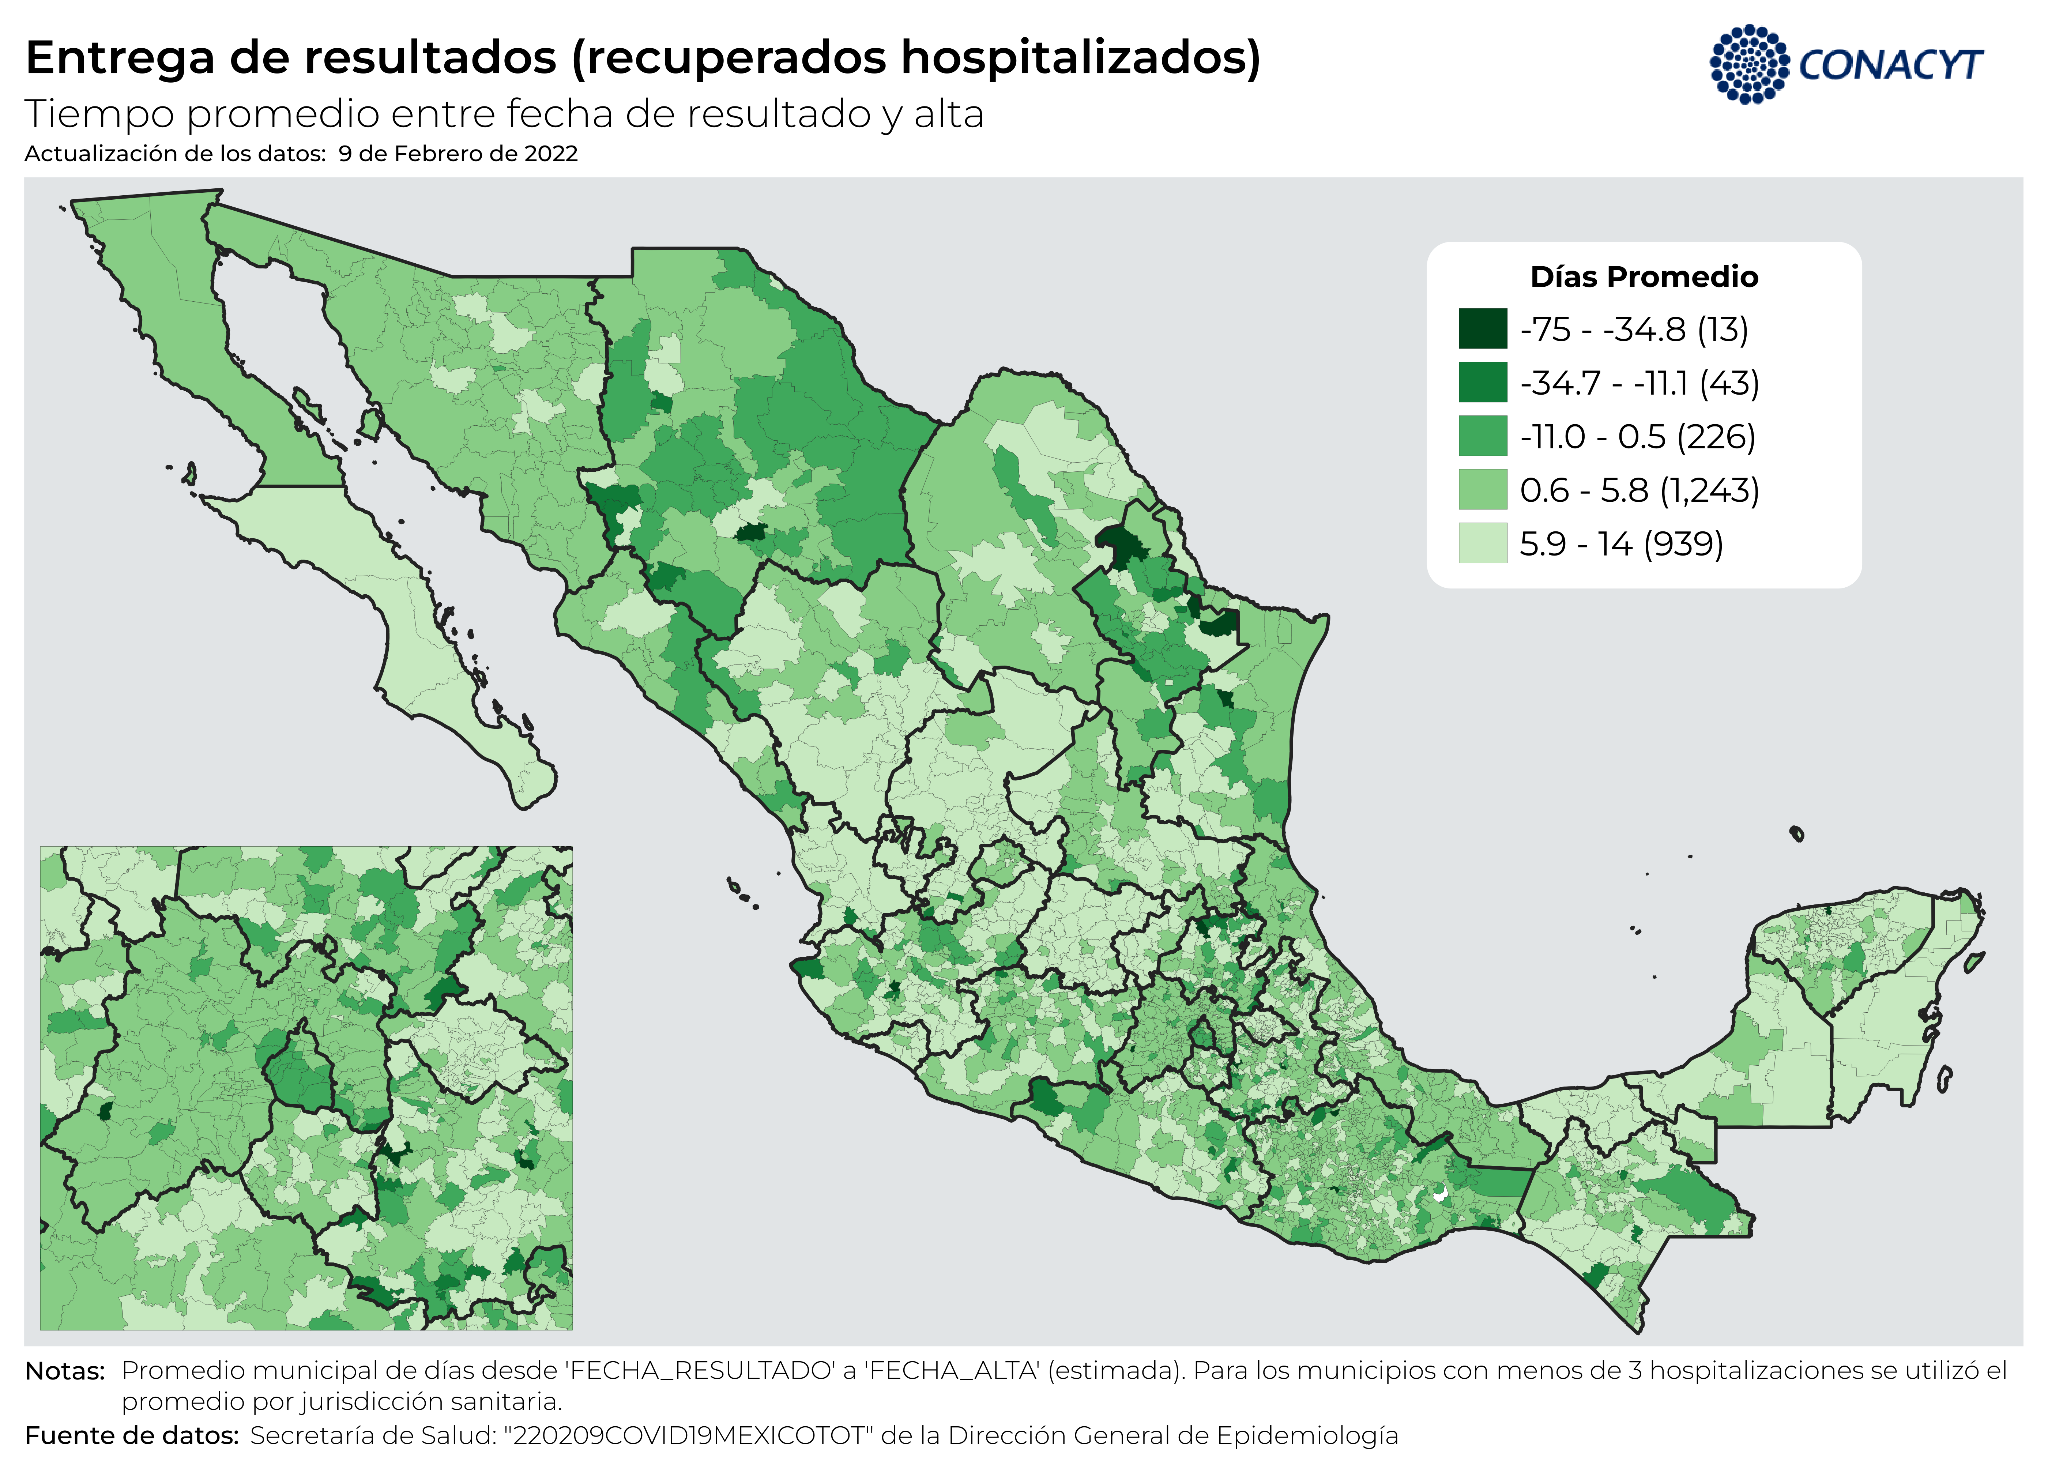 Entrega de resultados (recuperados hospitalizados)
CONACYT
Tiempo promedio entre fecha de resultado y alta
Actualización de los datos: 9 de Febrero de 2022
Días Promedio
-75 - -34.8 (13)
-34.7 - -11.1 (43)
-11.0 - 0.5 (226)
0.6 - 5.8 (1,243)
5.9 - 14 (939)
Notas: Promedio municipal de días desde 'FECHA_RESULTADO' a 'FECHA_ALTA' (estimada). Para los municipios con menos de 3 hospitalizaciones se utilizó el
promedio por jurisdicción sanitaria.
Fuente de datos: Secretaría de Salud: "220209COVID19MEXICOTOT" de la Dirección General de Epidemiología